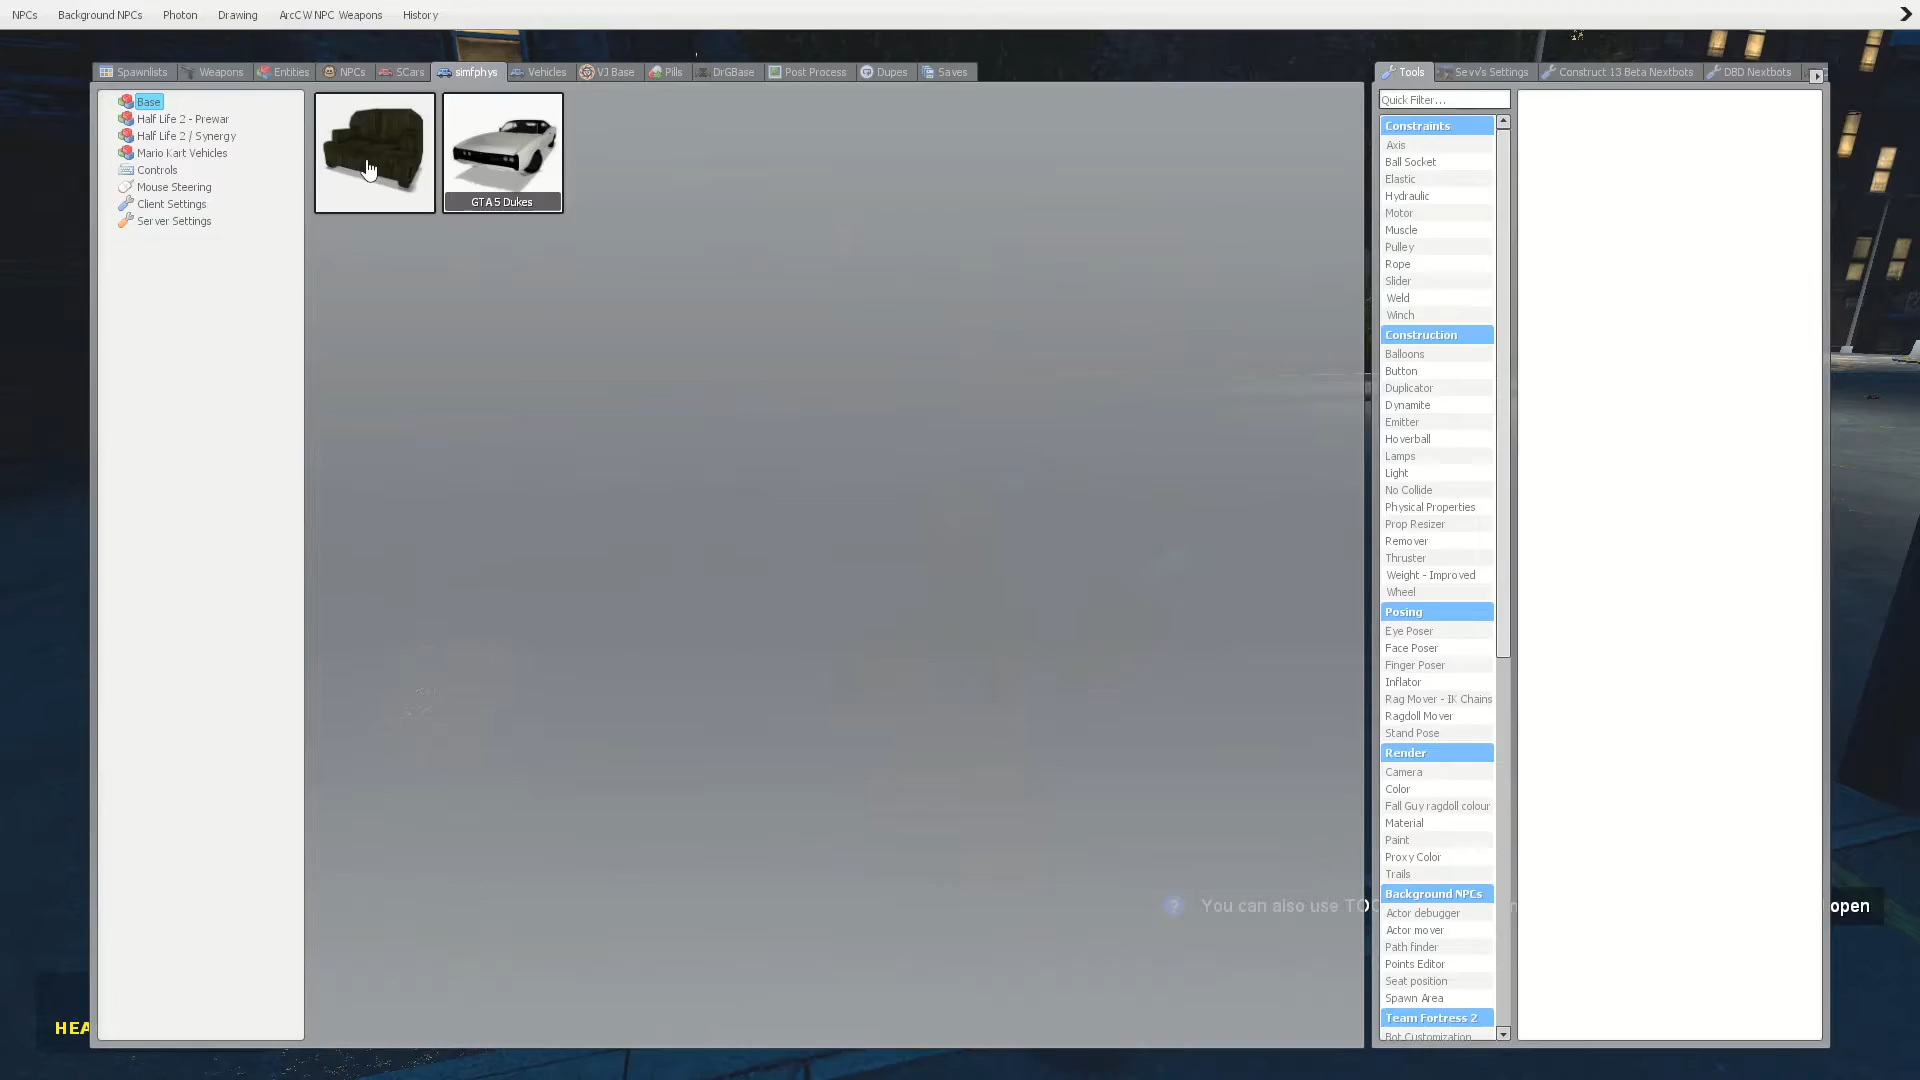 NPCs Background NPCs Photon Drawing ArcCW NPC Weapons History
Spawnlists Weapons Entities NPCs SCars simfphys Vehicles VJ Base Pills DrGBase Post Process Dupes Saves
Base
Half Life 2 - Prewar
Half Life 2 / Synergy
Mario Kart Vehicles
Controls
Mouse Steering
Client Settings
Server Settings
GTA 5 Dukes
Tools Sevv's Settings Construct 13 Beta Nextbots DBD Nextbots
Quick Filter...
Constraints
Axis
Ball Socket
Elastic
Hydraulic
Motor
Muscle
Pulley
Rope
Slider
Weld
Winch
Construction
Balloons
Button
Duplicator
Dynamite
Emitter
Hoverball
Lamps
Light
No Collide
Physical Properties
Prop Resizer
Remover
Thruster
Weight - Improved
Wheel
Posing
Eye Poser
Face Poser
Finger Poser
Inflator
Rag Mover - IK Chains
Ragdoll Mover
Stand Pose
Render
Camera
Color
Fall Guy ragdoll colour
Material
Paint
Proxy Color
Trails
Background NPCs
Actor debugger
Actor mover
Path finder
Points Editor
Seat position
Spawn Area
Team Fortress 2
Bot Customization
You can also use TO
open
HEA